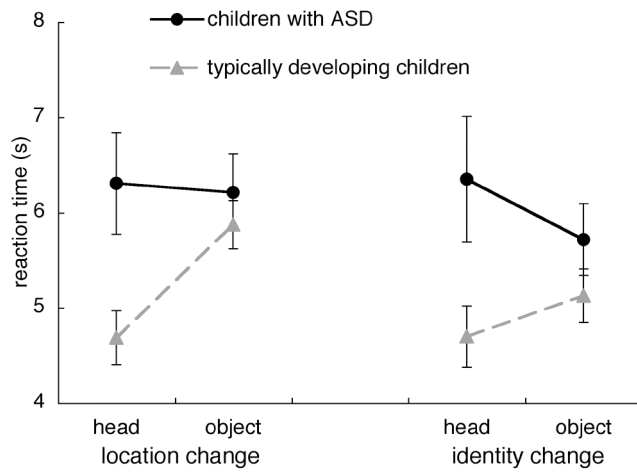 children with ASD
typically developing children
reaction time (s)
8
7
6
5
4
head object head object
location change identity change